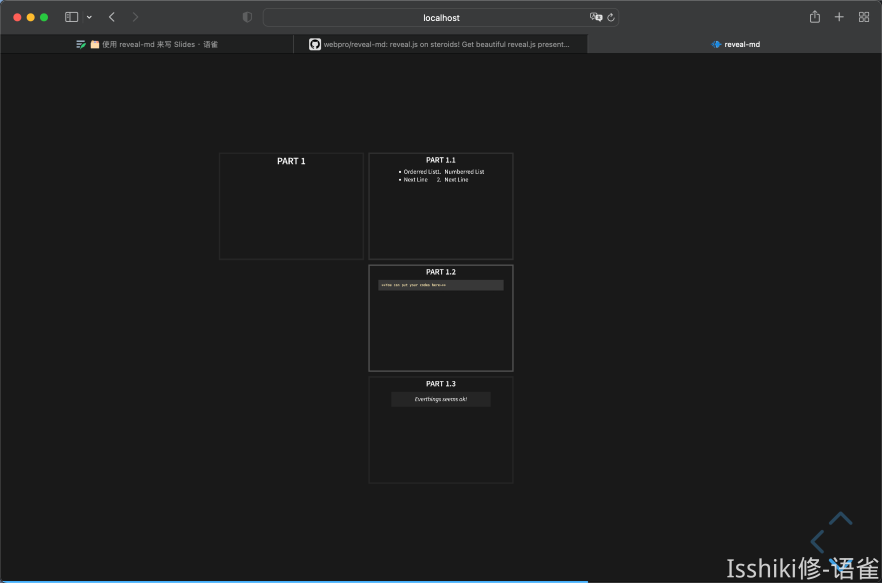 localhost
使用 reveal-md 来写 Slides · 语雀
webpro/reveal-md: reveal.js on steroids! Get beautiful reveal.js present...
reveal-md
PART 1
PART 1.1
• Orderred List
• Next Line
1. Numberred List
2. Next Line
PART 1.2
<<You can put your codes here>>
PART 1.3
Everthings seems ok!
Isshiki修-语雀